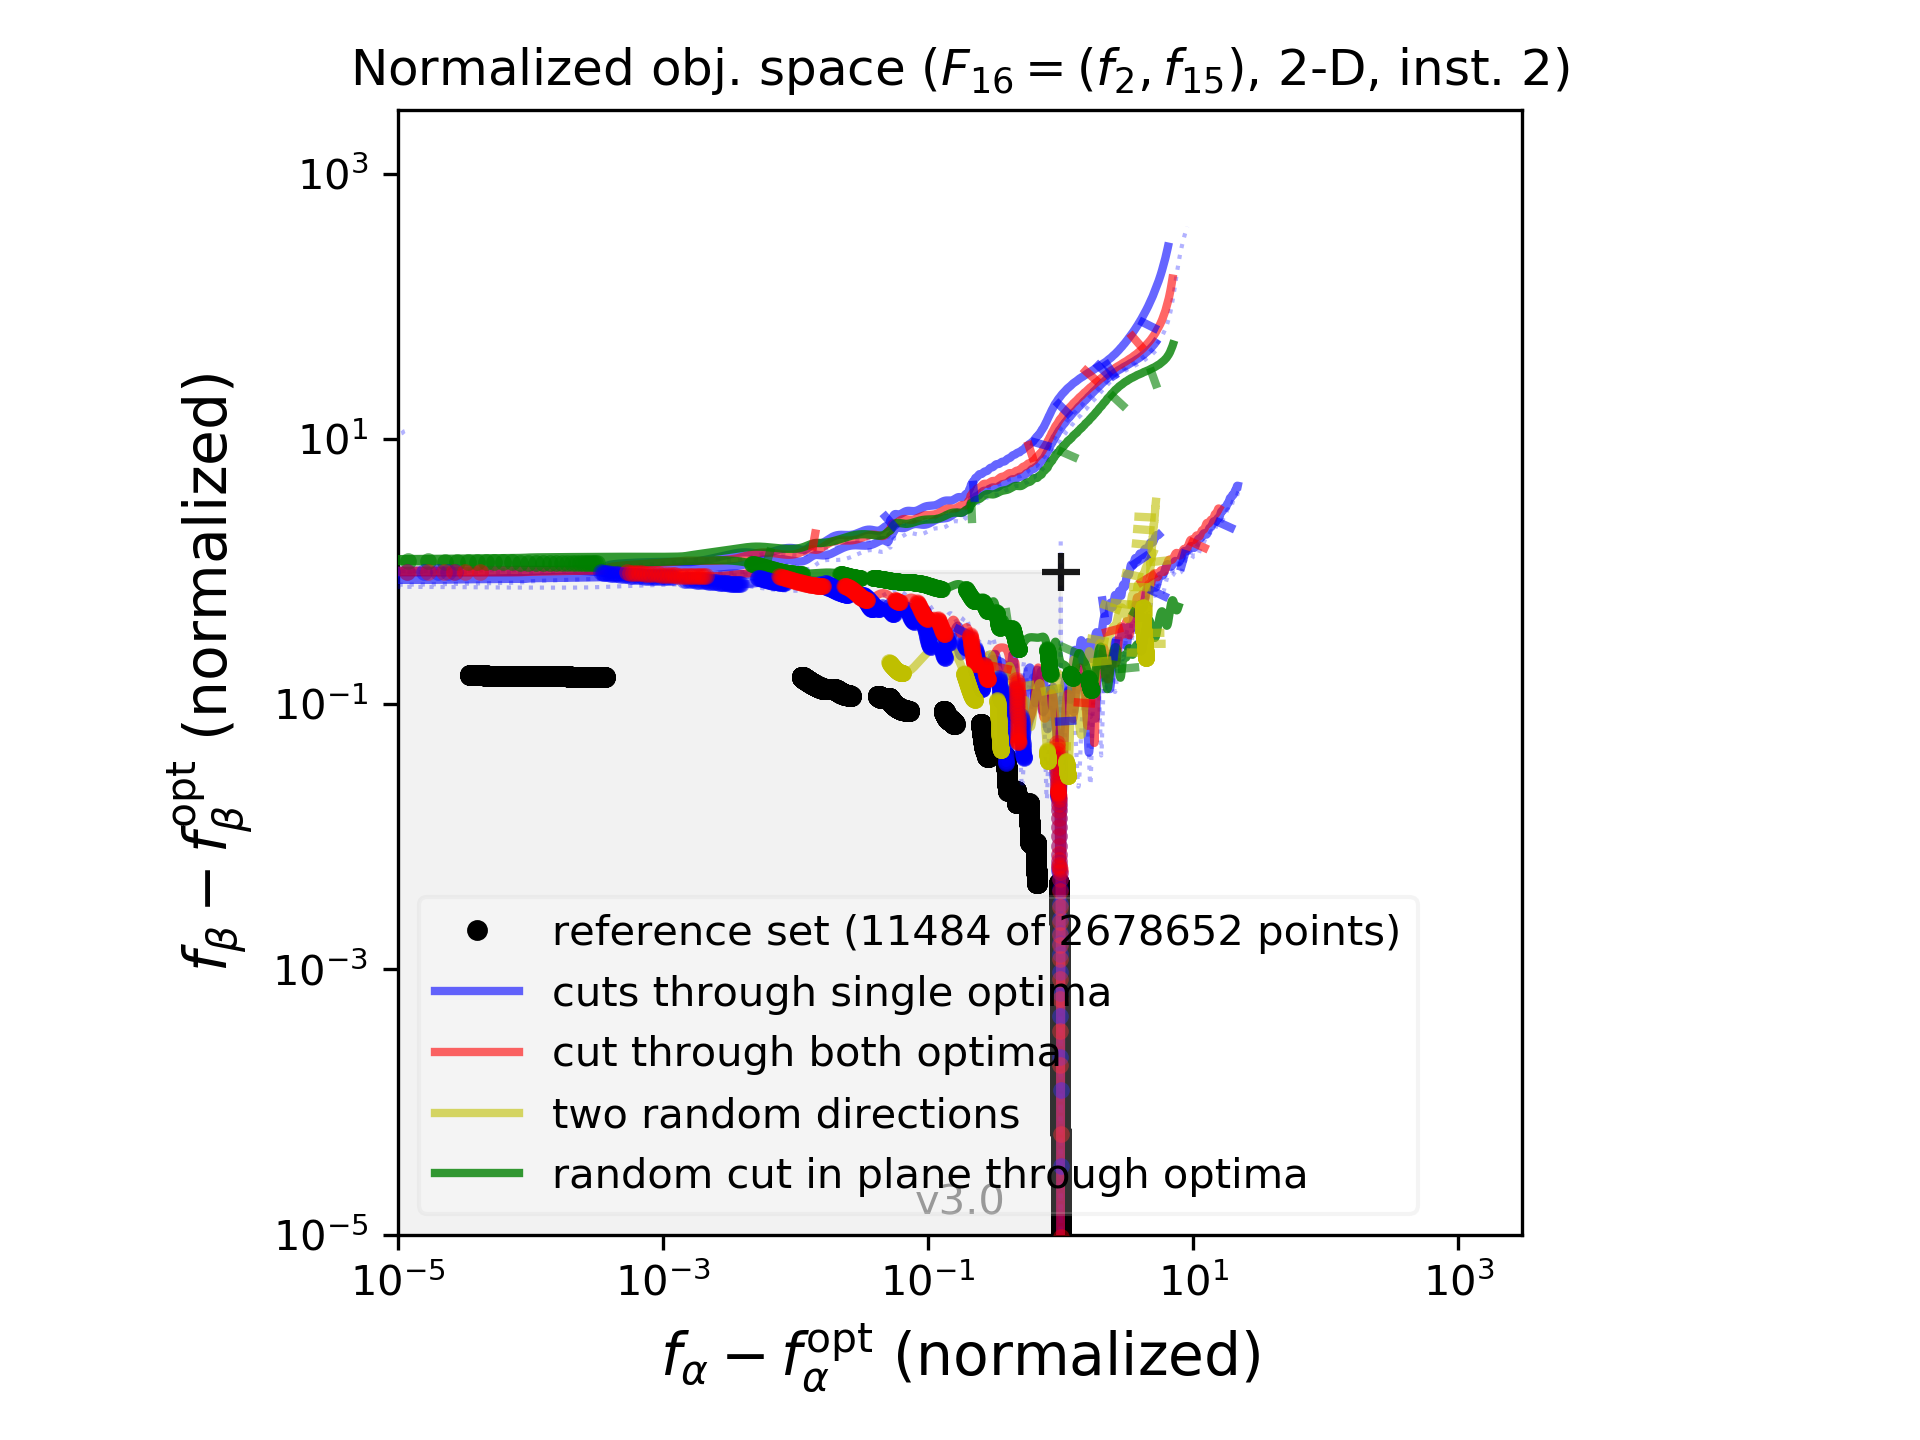 Normalized obj. space (F₁₆ = (f₂, f₁₅), 2-D, inst. 2)
10³
10¹
10⁻¹
10⁻³
10⁻⁵
f_β − f_β^opt (normalized)
reference set (11484 of 2678652 points)
cuts through single optima
cut through both optima
two random directions
random cut in plane through optima
v3.0
10⁻⁵ 10⁻³ 10⁻¹ 10¹ 10³
f_α − f_α^opt (normalized)